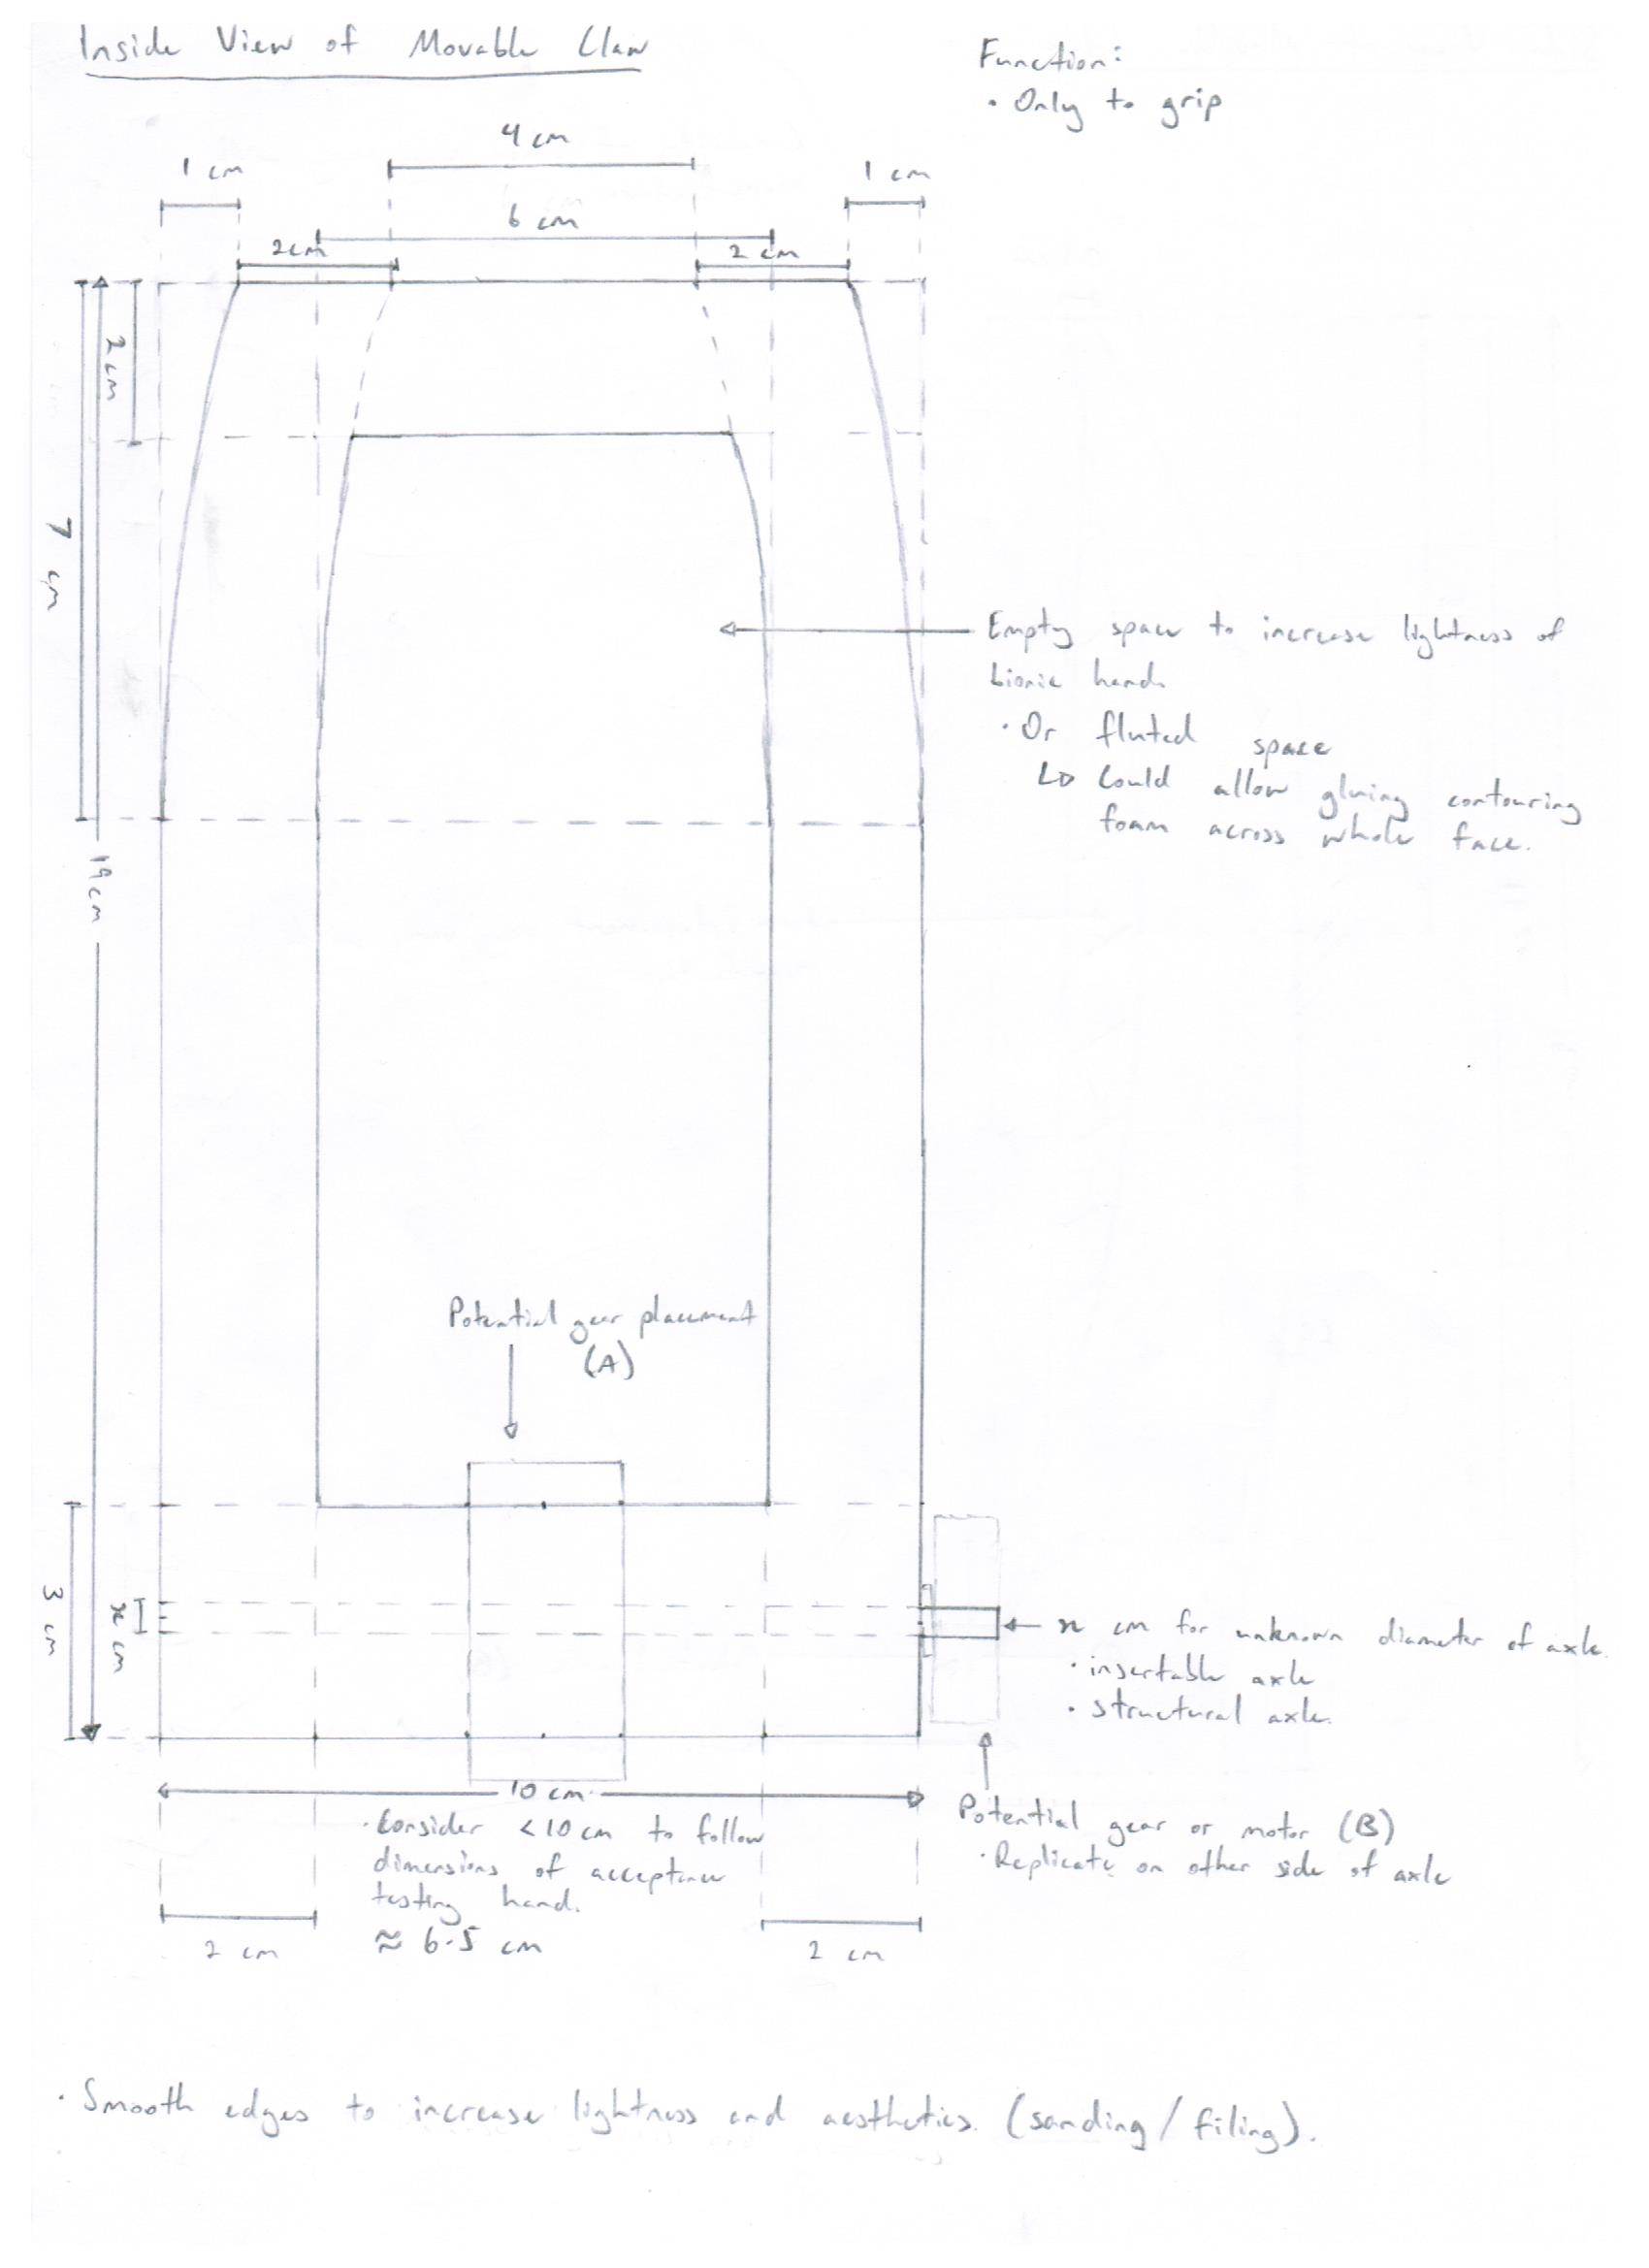 Inside View of Movable Claw
Function:
• Only to grip
4 cm
1 cm
1 cm
6 cm
2cm
2 cm
2 cm
7 cm
19 cm
Empty space to increase lightness of
bionic hand.
• Or fluted space
↳ Could allow gluing contouring
foam across whole face.
Potential gear placement
(A)
3 cm
x cm
x cm for unknown diameter of axle.
• insertable axle
• structural axle.
10 cm
• Consider <10 cm to follow
dimensions of acceptance
testing hand.
≈ 6.5 cm
Potential gear or motor (B)
• Replicate on other side of axle
2 cm
2 cm
• Smooth edges to increase lightness and aesthetics. (sanding / filing).